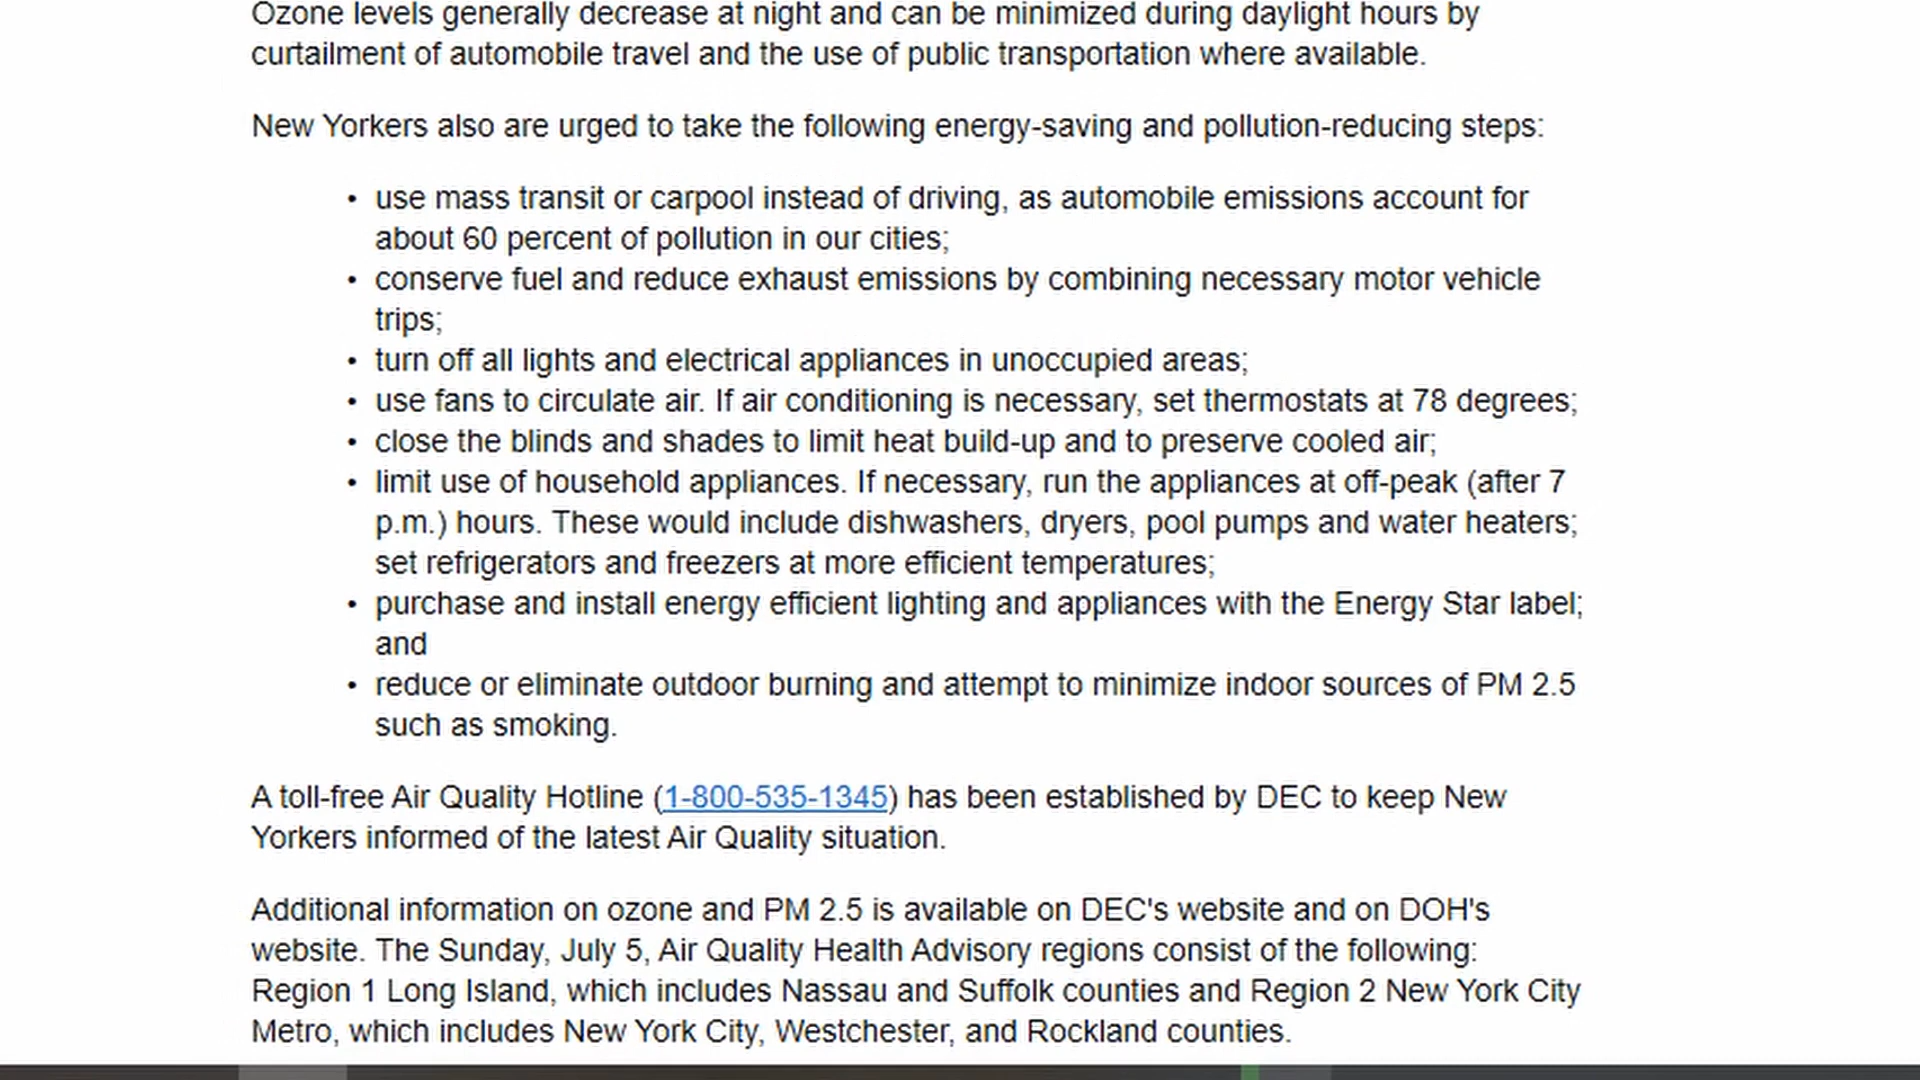 Ozone levels generally decrease at night and can be minimized during daylight hours by
curtailment of automobile travel and the use of public transportation where available.
New Yorkers also are urged to take the following energy-saving and pollution-reducing steps:
• use mass transit or carpool instead of driving, as automobile emissions account for
about 60 percent of pollution in our cities;
• conserve fuel and reduce exhaust emissions by combining necessary motor vehicle
trips;
• turn off all lights and electrical appliances in unoccupied areas;
• use fans to circulate air. If air conditioning is necessary, set thermostats at 78 degrees;
• close the blinds and shades to limit heat build-up and to preserve cooled air;
• limit use of household appliances. If necessary, run the appliances at off-peak (after 7
p.m.) hours. These would include dishwashers, dryers, pool pumps and water heaters;
set refrigerators and freezers at more efficient temperatures;
• purchase and install energy efficient lighting and appliances with the Energy Star label;
and
• reduce or eliminate outdoor burning and attempt to minimize indoor sources of PM 2.5
such as smoking.
A toll-free Air Quality Hotline (1-800-535-1345) has been established by DEC to keep New
Yorkers informed of the latest Air Quality situation.
Additional information on ozone and PM 2.5 is available on DEC's website and on DOH's
website. The Sunday, July 5, Air Quality Health Advisory regions consist of the following:
Region 1 Long Island, which includes Nassau and Suffolk counties and Region 2 New York City
Metro, which includes New York City, Westchester, and Rockland counties.